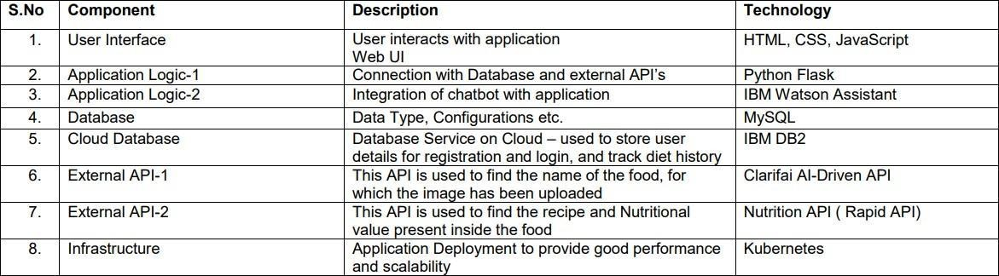 S.No Component Description Technology
1. User Interface User interacts with application HTML, CSS, JavaScript
Web UI
2. Application Logic-1 Connection with Database and external API’s Python Flask
3. Application Logic-2 Integration of chatbot with application IBM Watson Assistant
4. Database Data Type, Configurations etc. MySQL
5. Cloud Database Database Service on Cloud – used to store user IBM DB2
details for registration and login, and track diet history
6. External API-1 This API is used to find the name of the food, for Clarifai AI-Driven API
which the image has been uploaded
7. External API-2 This API is used to find the recipe and Nutritional Nutrition API ( Rapid API)
value present inside the food
8. Infrastructure Application Deployment to provide good performance Kubernetes
and scalability